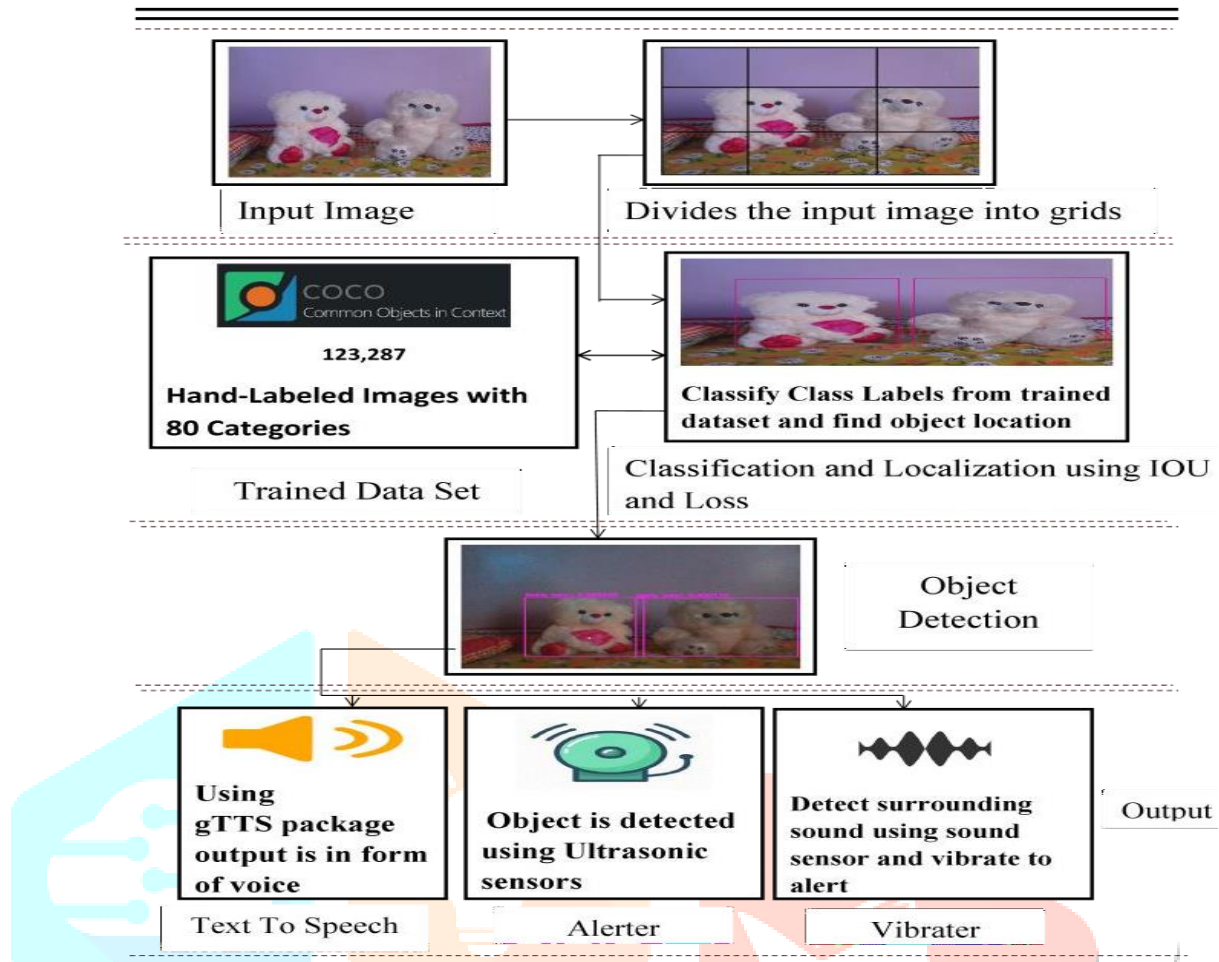 Input Image
Divides the input image into grids
COCO
Common Objects in Context
123,287
Hand-Labeled Images with
80 Categories
Trained Data Set
Classify Class Labels from trained
dataset and find object location
Classification and Localization using IOU
and Loss
Object
Detection
Using
gTTS package
output is in form
of voice
Text To Speech
Object is detected
using Ultrasonic
sensors
Alerter
Detect surrounding
sound using sound
sensor and vibrate to
alert
Vibrater
Output